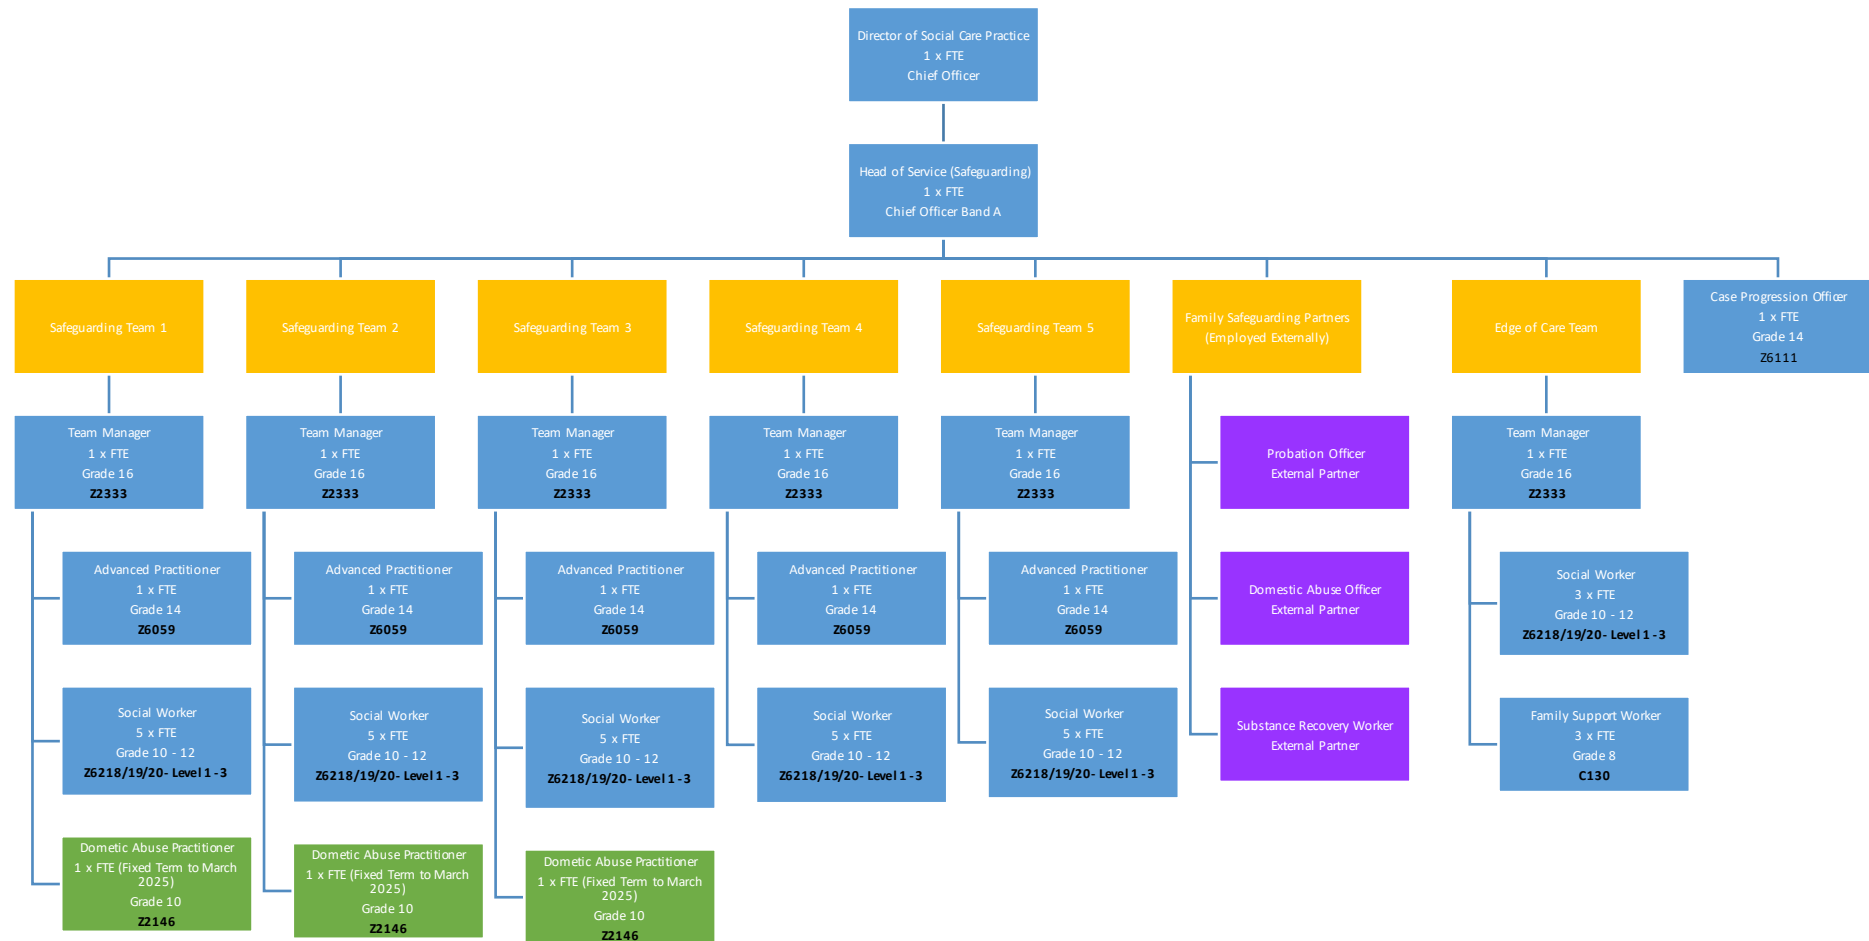 Director of Social Care Practice
1 x FTE
Chief Officer
Head of Service (Safeguarding)
1 x FTE
Chief Officer Band A
Safeguarding Team 1
Safeguarding Team 2
Safeguarding Team 3
Safeguarding Team 4
Safeguarding Team 5
Family Safeguarding Partners
(Employed Externally)
Edge of Care Team
Case Progression Officer
1 x FTE
Grade 14
Z6111
Team Manager
1 x FTE
Grade 16
Z2333
Team Manager
1 x FTE
Grade 16
Z2333
Team Manager
1 x FTE
Grade 16
Z2333
Team Manager
1 x FTE
Grade 16
Z2333
Team Manager
1 x FTE
Grade 16
Z2333
Probation Officer
External Partner
Team Manager
1 x FTE
Grade 16
Z2333
Advanced Practitioner
1 x FTE
Grade 14
Z6059
Advanced Practitioner
1 x FTE
Grade 14
Z6059
Advanced Practitioner
1 x FTE
Grade 14
Z6059
Advanced Practitioner
1 x FTE
Grade 14
Z6059
Advanced Practitioner
1 x FTE
Grade 14
Z6059
Domestic Abuse Officer
External Partner
Social Worker
3 x FTE
Grade 10 - 12
Z6218/19/20- Level 1 -3
Social Worker
5 x FTE
Grade 10 - 12
Z6218/19/20- Level 1 -3
Social Worker
5 x FTE
Grade 10 - 12
Z6218/19/20- Level 1 -3
Social Worker
5 x FTE
Grade 10 - 12
Z6218/19/20- Level 1 -3
Social Worker
5 x FTE
Grade 10 - 12
Z6218/19/20- Level 1 -3
Social Worker
5 x FTE
Grade 10 - 12
Z6218/19/20- Level 1 -3
Substance Recovery Worker
External Partner
Family Support Worker
3 x FTE
Grade 8
C130
Dometic Abuse Practitioner
1 x FTE (Fixed Term to March
2025)
Grade 10
Z2146
Dometic Abuse Practitioner
1 x FTE (Fixed Term to March
2025)
Grade 10
Z2146
Dometic Abuse Practitioner
1 x FTE (Fixed Term to March
2025)
Grade 10
Z2146